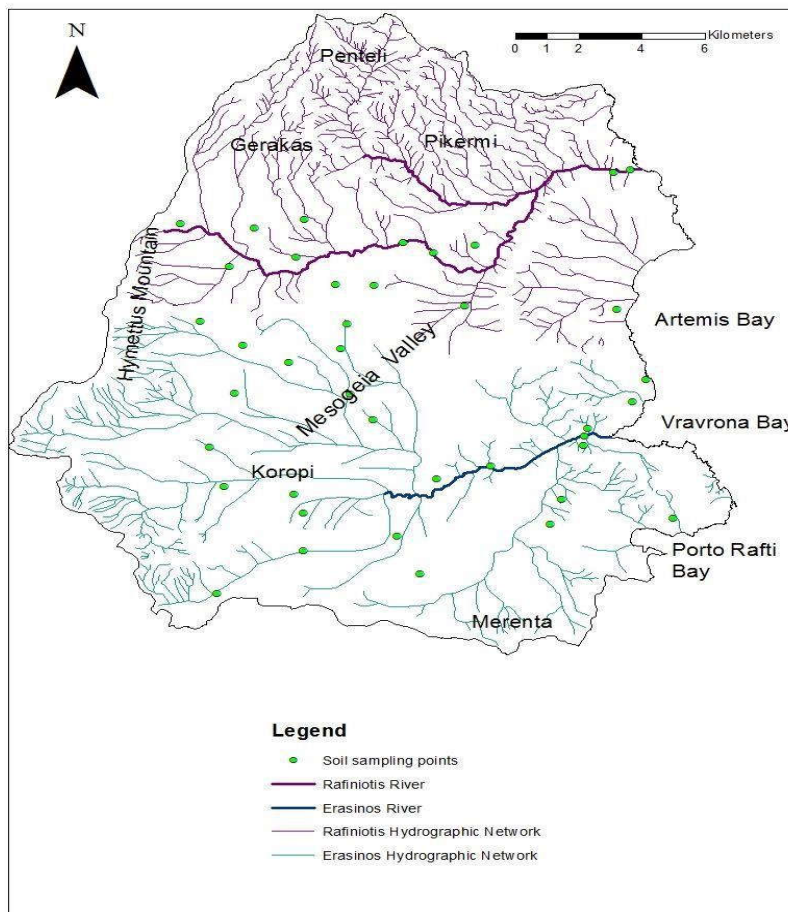 N
Kilometers
0 1 2 4 6
Penteli
Gerakas
Pikermi
Hymettus Mountain
Artemis Bay
Mesogeia Valley
Vravrona Bay
Koropi
Porto Rafti
Bay
Merenta
Legend
Soil sampling points
Rafiniotis River
Erasinos River
Rafiniotis Hydrographic Network
Erasinos Hydrographic Network